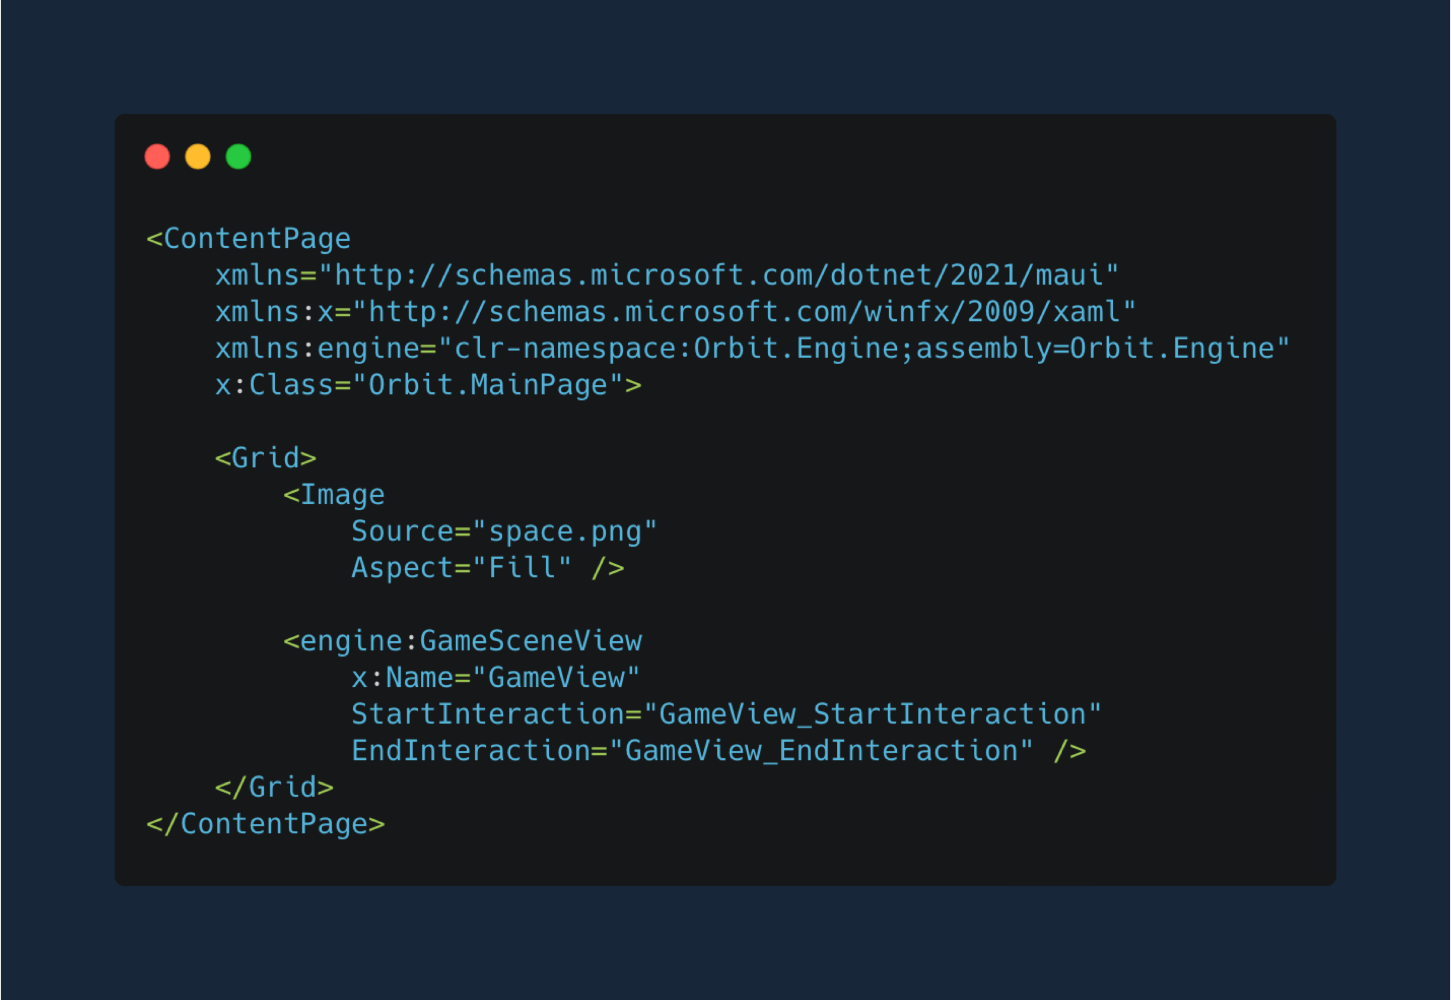 <ContentPage
    xmlns="http://schemas.microsoft.com/dotnet/2021/maui"
    xmlns:x="http://schemas.microsoft.com/winfx/2009/xaml"
    xmlns:engine="clr-namespace:Orbit.Engine;assembly=Orbit.Engine"
    x:Class="Orbit.MainPage">
    <Grid>
        <Image
            Source="space.png"
            Aspect="Fill" />
        <engine:GameSceneView
            x:Name="GameView"
            StartInteraction="GameView_StartInteraction"
            EndInteraction="GameView_EndInteraction" />
    </Grid>
</ContentPage>